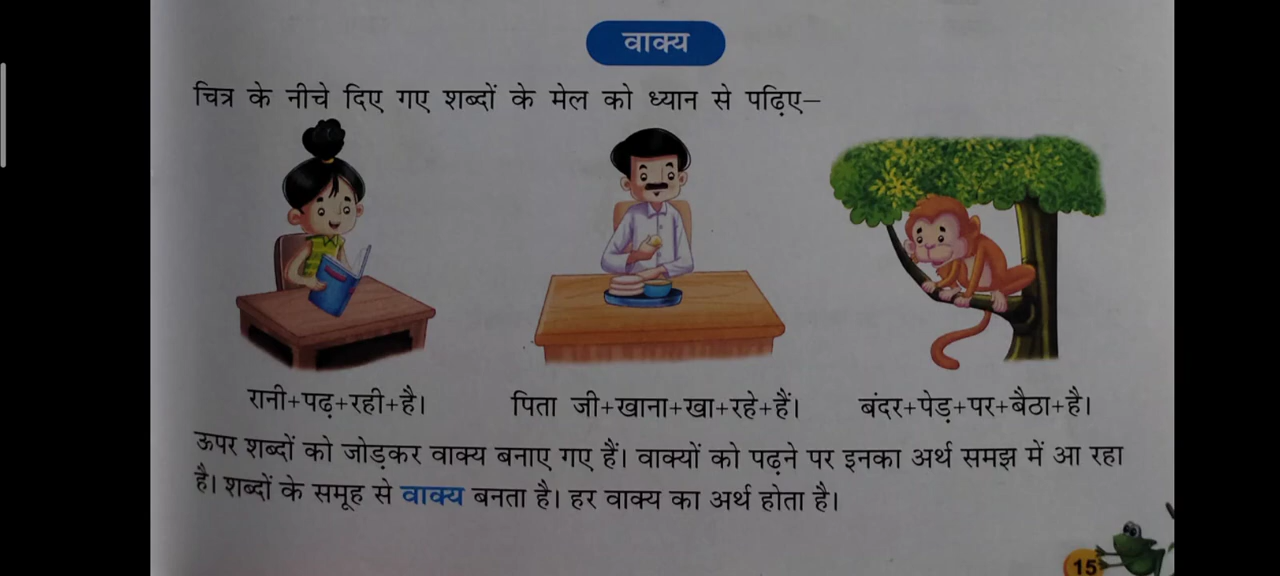 वाक्य
चित्र के नीचे दिए गए शब्दों के मेल को ध्यान से पढ़िए–
रानी+पढ़+रही+है।
पिता जी+खाना+खा+रहे+हैं।
बंदर+पेड़+पर+बैठा+है।
ऊपर शब्दों को जोड़कर वाक्य बनाए गए हैं। वाक्यों को पढ़ने पर इनका अर्थ समझ में आ रहा
है। शब्दों के समूह से वाक्य बनता है। हर वाक्य का अर्थ होता है।
15